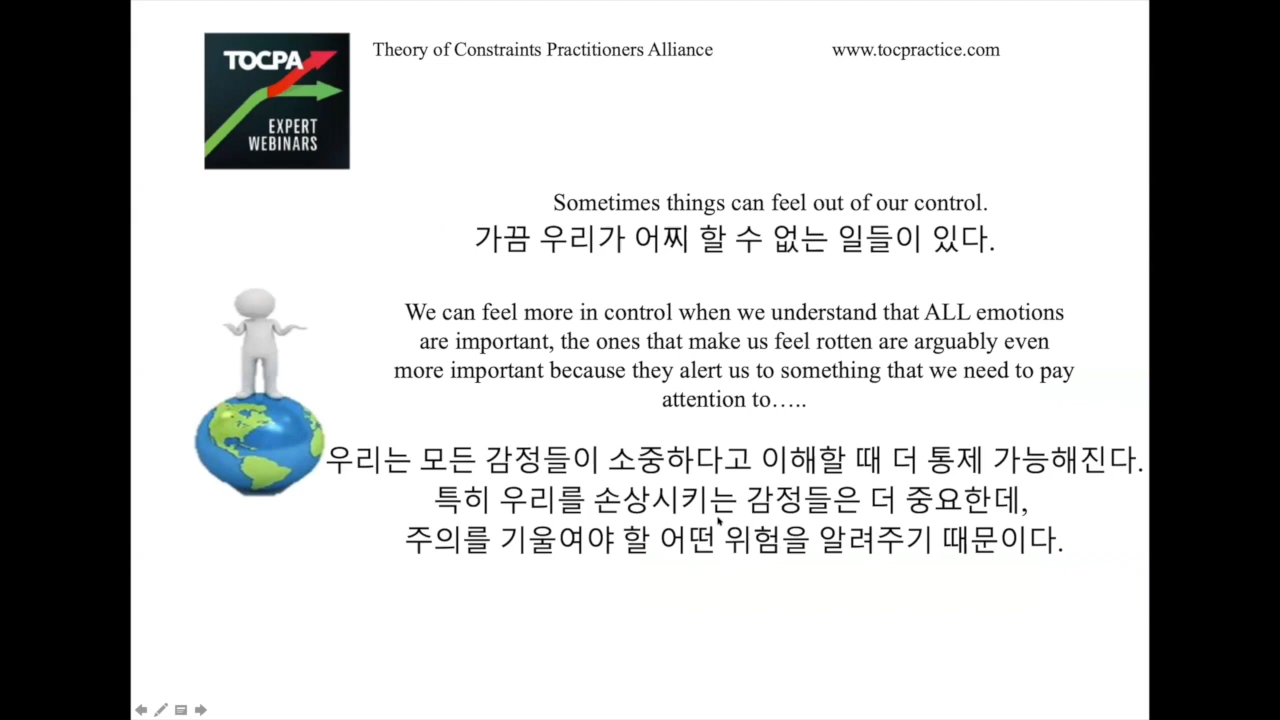 TOCPA
EXPERT
WEBINARS
Theory of Constraints Practitioners Alliance
www.tocpractice.com
Sometimes things can feel out of our control.
가끔 우리가 어찌 할 수 없는 일들이 있다.
We can feel more in control when we understand that ALL emotions
are important, the ones that make us feel rotten are arguably even
more important because they alert us to something that we need to pay
attention to…..
우리는 모든 감정들이 소중하다고 이해할 때 더 통제 가능해진다.
특히 우리를 손상시키는 감정들은 더 중요한데,
주의를 기울여야 할 어떤 위험을 알려주기 때문이다.